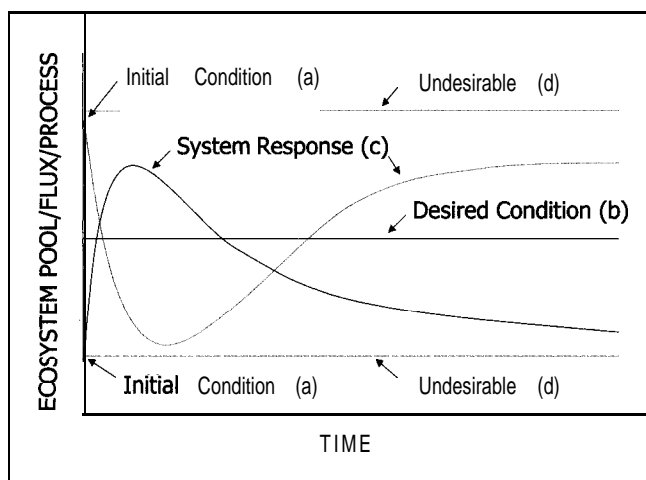 Initial Condition (a)
Undesirable (d)
System Response (c)
Desired Condition (b)
Initial Condition (a)
Undesirable (d)
ECOSYSTEM POOL/FLUX/PROCESS
TIME